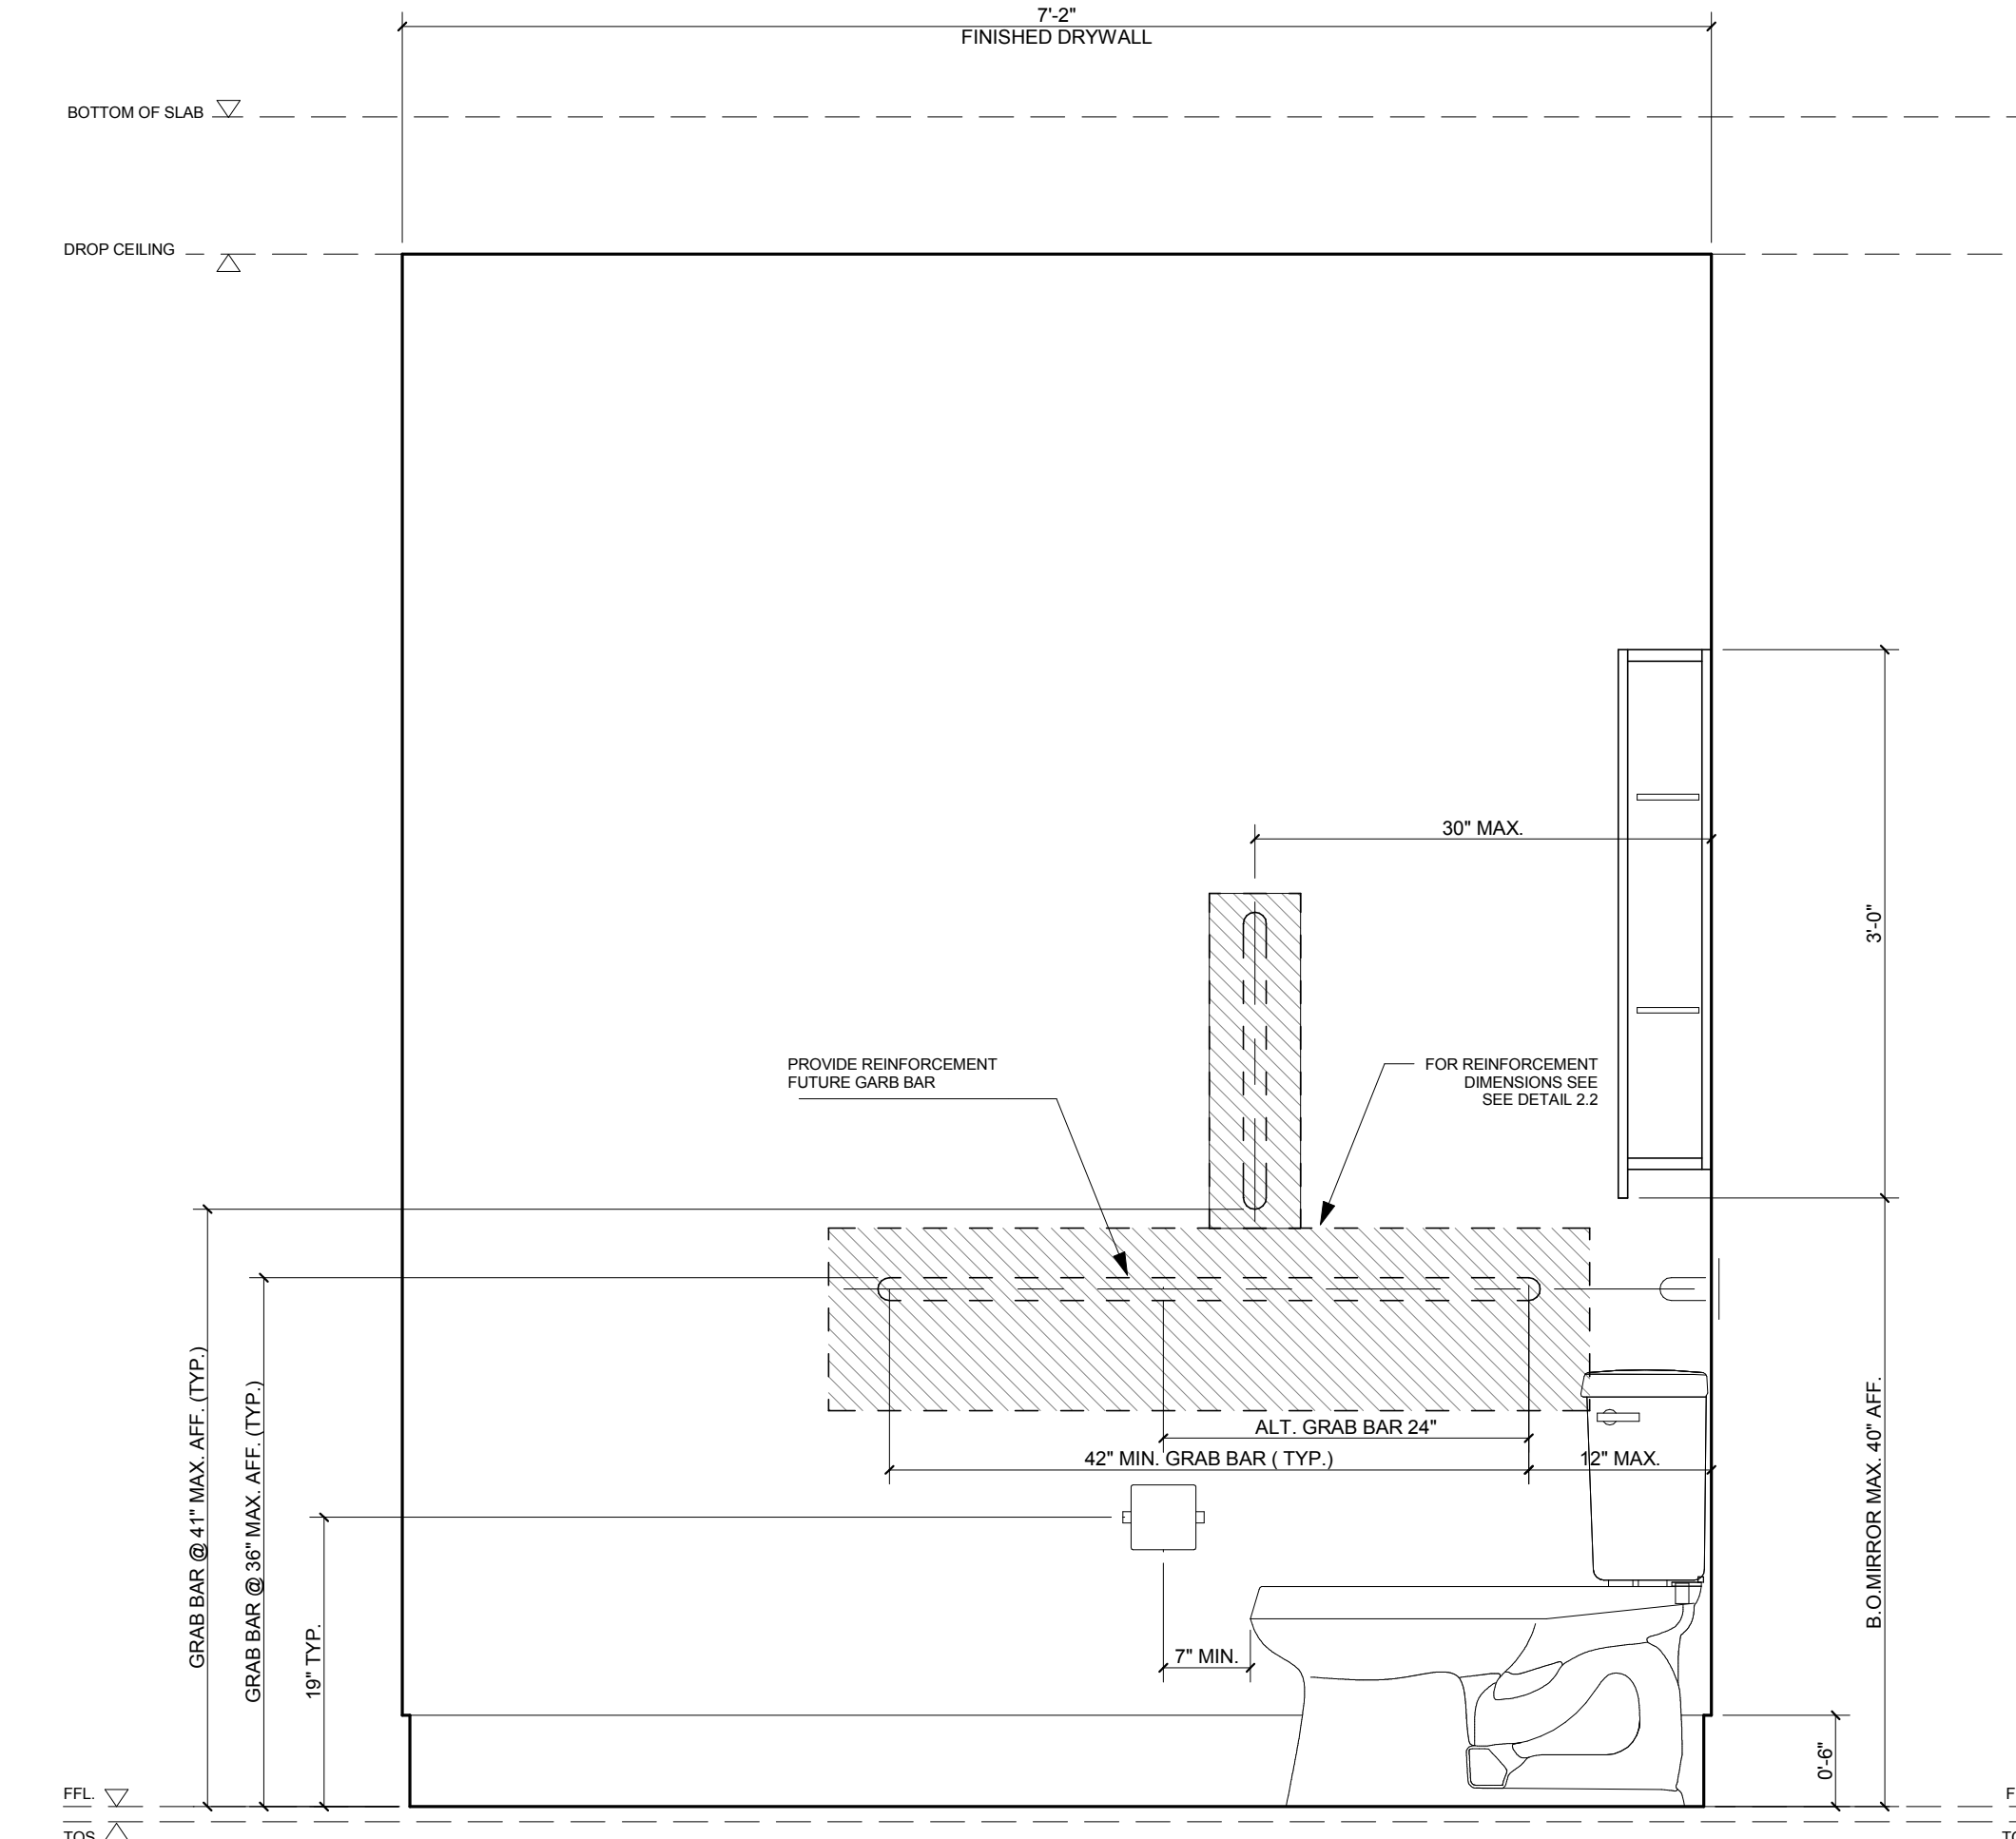 7'-2"
FINISHED DRYWALL
BOTTOM OF SLAB
DROP CEILING
30" MAX.
3'-0"
PROVIDE REINFORCEMENT
FUTURE GARB BAR
FOR REINFORCEMENT
DIMENSIONS SEE
SEE DETAIL 2.2
GRAB BAR @ 41" MAX. AFF. (TYP.)
GRAB BAR @ 36" MAX. AFF. (TYP.)
19" TYP.
ALT. GRAB BAR 24"
42" MIN. GRAB BAR ( TYP.)
12" MAX.
B.O.MIRROR MAX. 40" AFF.
7" MIN.
0'-6"
FFL.
F
TOS
TO